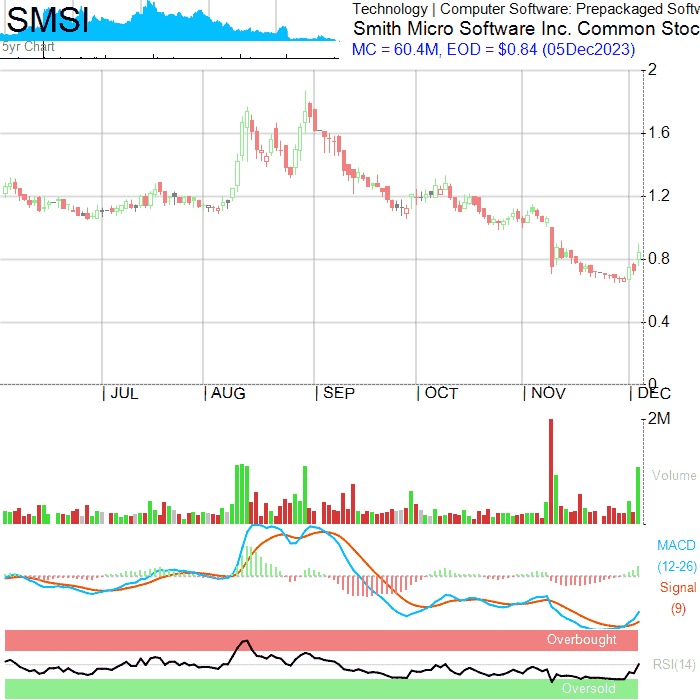 SMSI
5yr Chart
Technology | Computer Software: Prepackaged Softw
Smith Micro Software Inc. Common Stoc
MC = 60.4M, EOD = $0.84 (05Dec2023)
2
1.6
1.2
0.8
0.4
0
| JUL | AUG | SEP | OCT | NOV | DEC
2M
Volume
MACD
(12-26)
Signal
(9)
Overbought
RSI(14)
Oversold